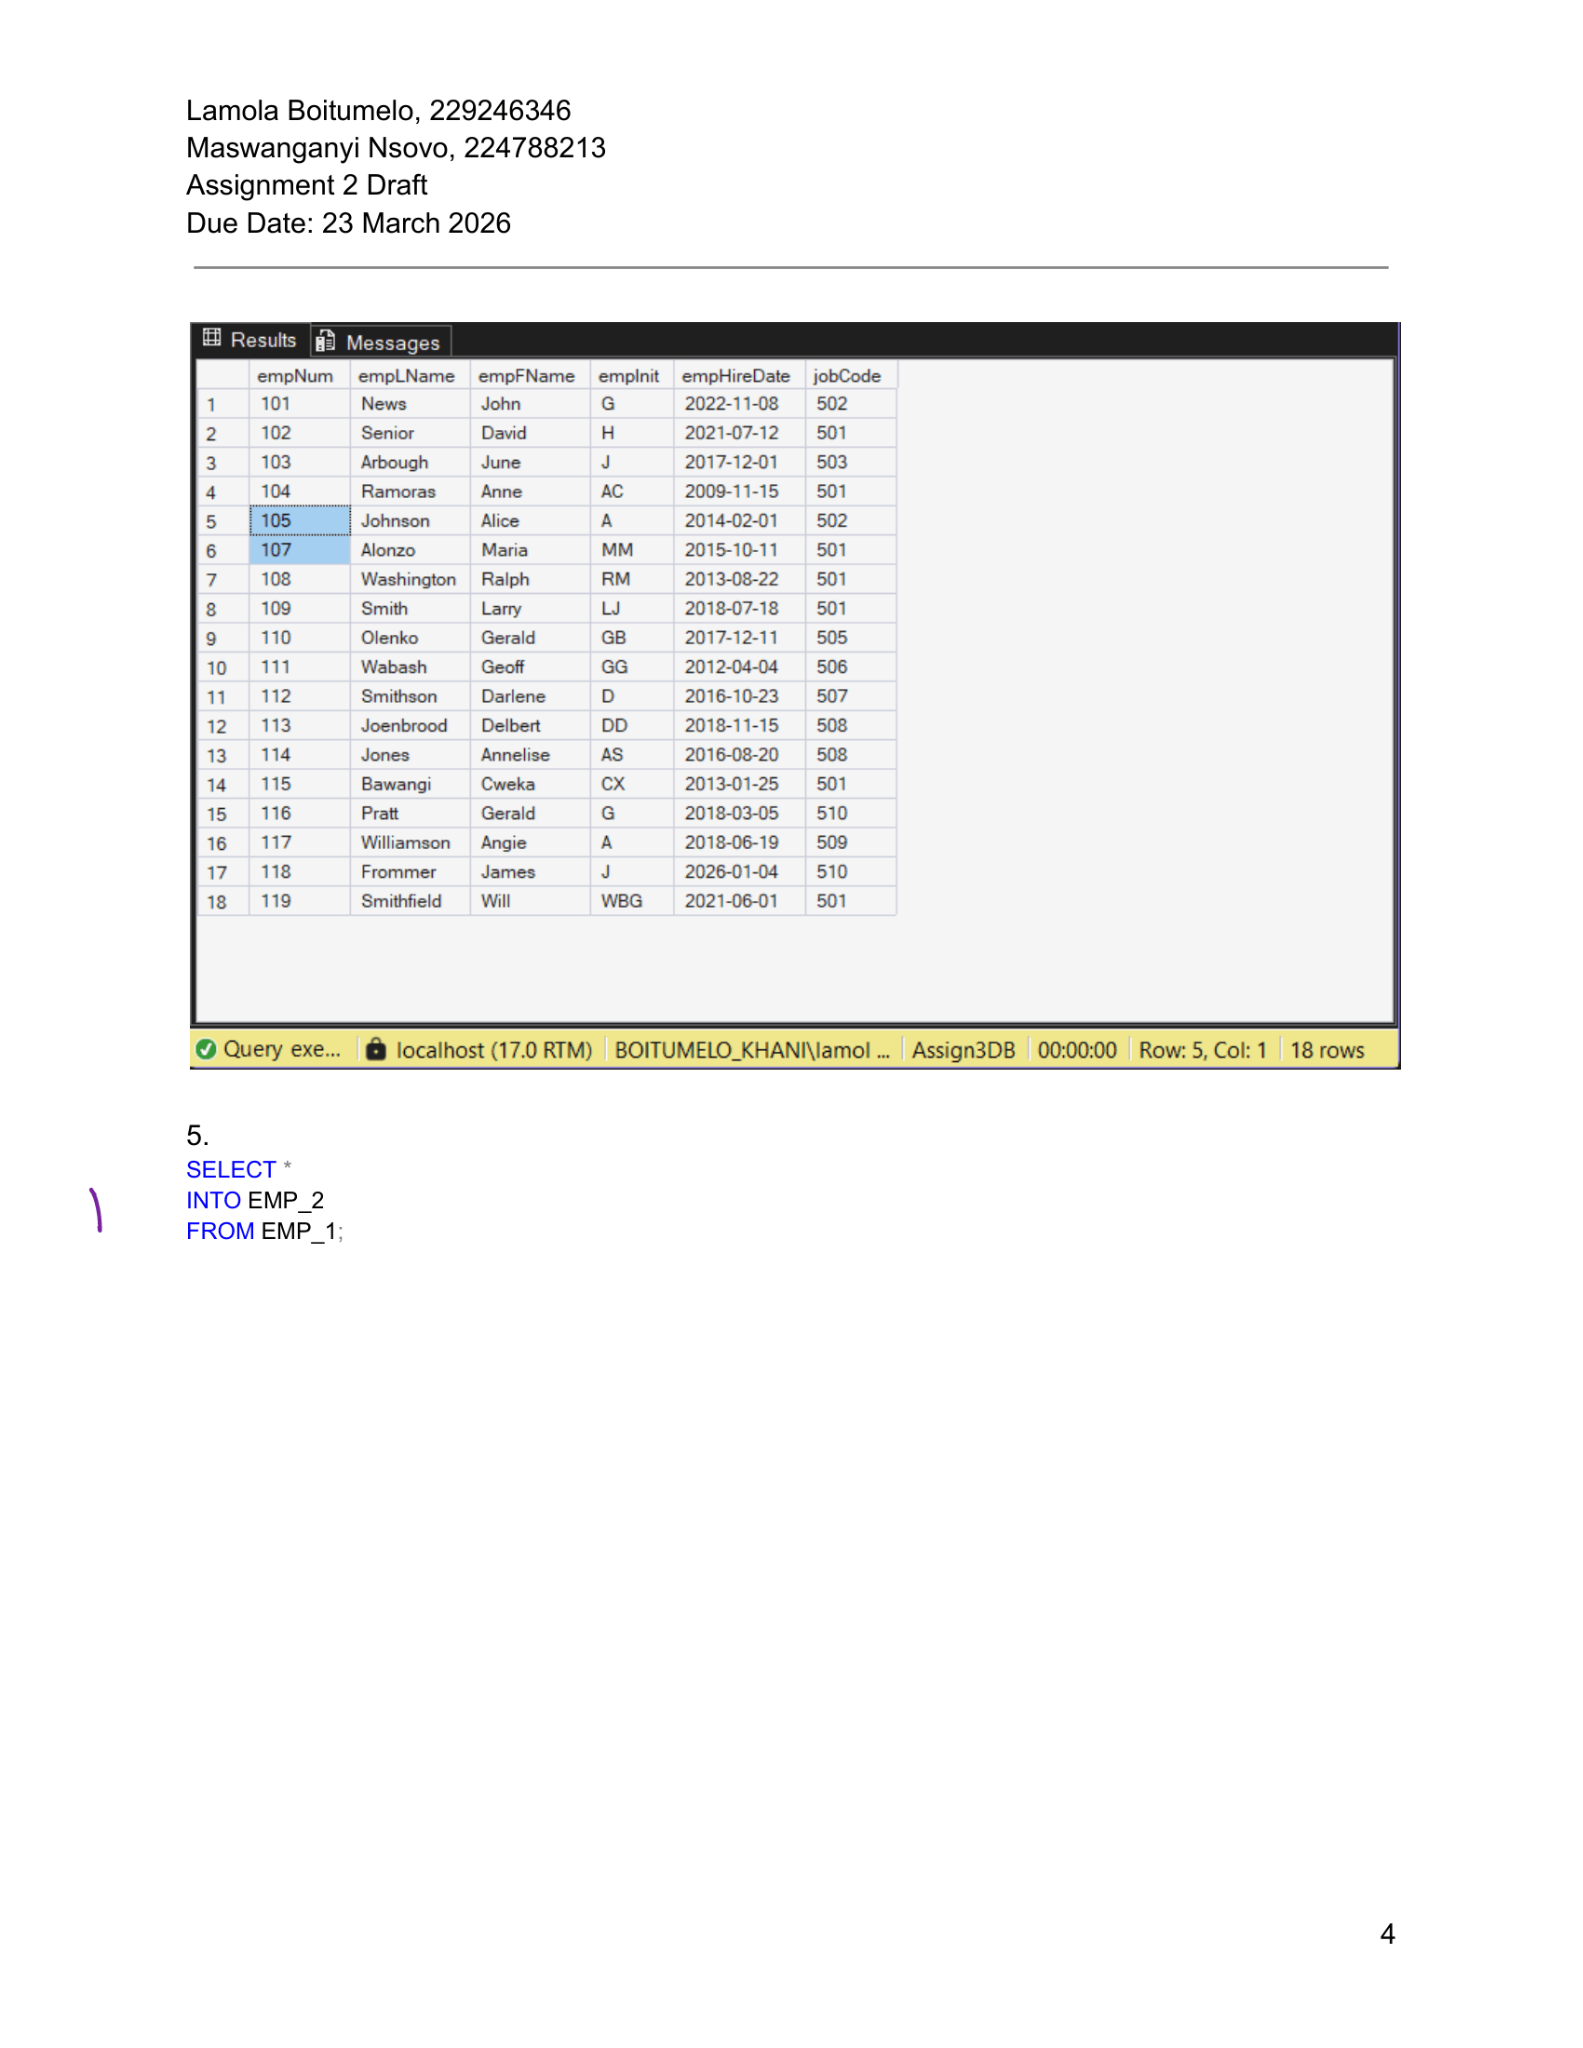 Lamola Boitumelo, 229246346
Maswanganyi Nsovo, 224788213
Assignment 2 Draft
Due Date: 23 March 2026
Results Messages
empNum empLName empFName empInit empHireDate jobCode
1 101 News John G 2022-11-08 502
2 102 Senior David H 2021-07-12 501
3 103 Arbough June J 2017-12-01 503
4 104 Ramoras Anne AC 2009-11-15 501
5 105 Johnson Alice A 2014-02-01 502
6 107 Alonzo Maria MM 2015-10-11 501
7 108 Washington Ralph RM 2013-08-22 501
8 109 Smith Larry LJ 2018-07-18 501
9 110 Olenko Gerald GB 2017-12-11 505
10 111 Wabash Geoff GG 2012-04-04 506
11 112 Smithson Darlene D 2016-10-23 507
12 113 Joenbrood Delbert DD 2018-11-15 508
13 114 Jones Annelise AS 2016-08-20 508
14 115 Bawangi Cweka CX 2013-01-25 501
15 116 Pratt Gerald G 2018-03-05 510
16 117 Williamson Angie A 2018-06-19 509
17 118 Frommer James J 2026-01-04 510
18 119 Smithfield Will WBG 2021-06-01 501
Query exe... localhost (17.0 RTM) BOITUMELO_KHANI\lamol ... Assign3DB 00:00:00 Row: 5, Col: 1 18 rows
5.
SELECT *
INTO EMP_2
FROM EMP_1;
4